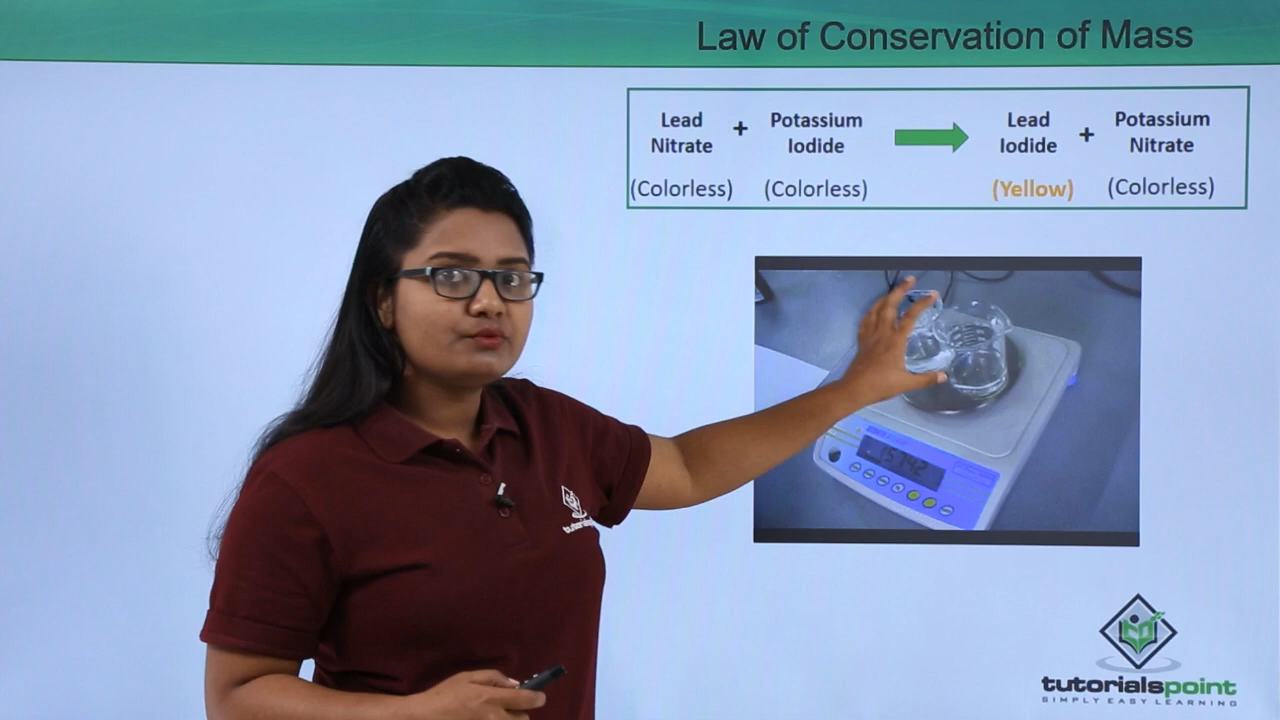 Law of Conservation of Mass
Lead + Potassium Lead + Potassium
Nitrate Iodide Iodide Nitrate
(Colorless) (Colorless) (Yellow) (Colorless)
tutorialspoint
SIMPLY EASY LEARNING